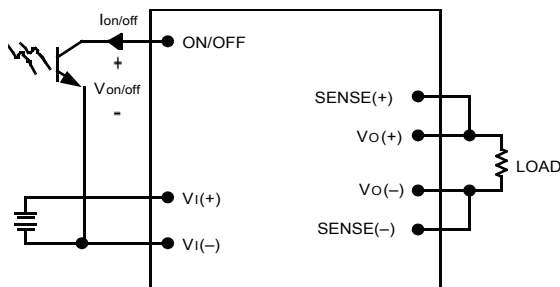 Ion/off
ON/OFF
+
Von/off
-
SENSE(+)
VO(+)
LOAD
VO(–)
SENSE(–)
VI(+)
VI(–)